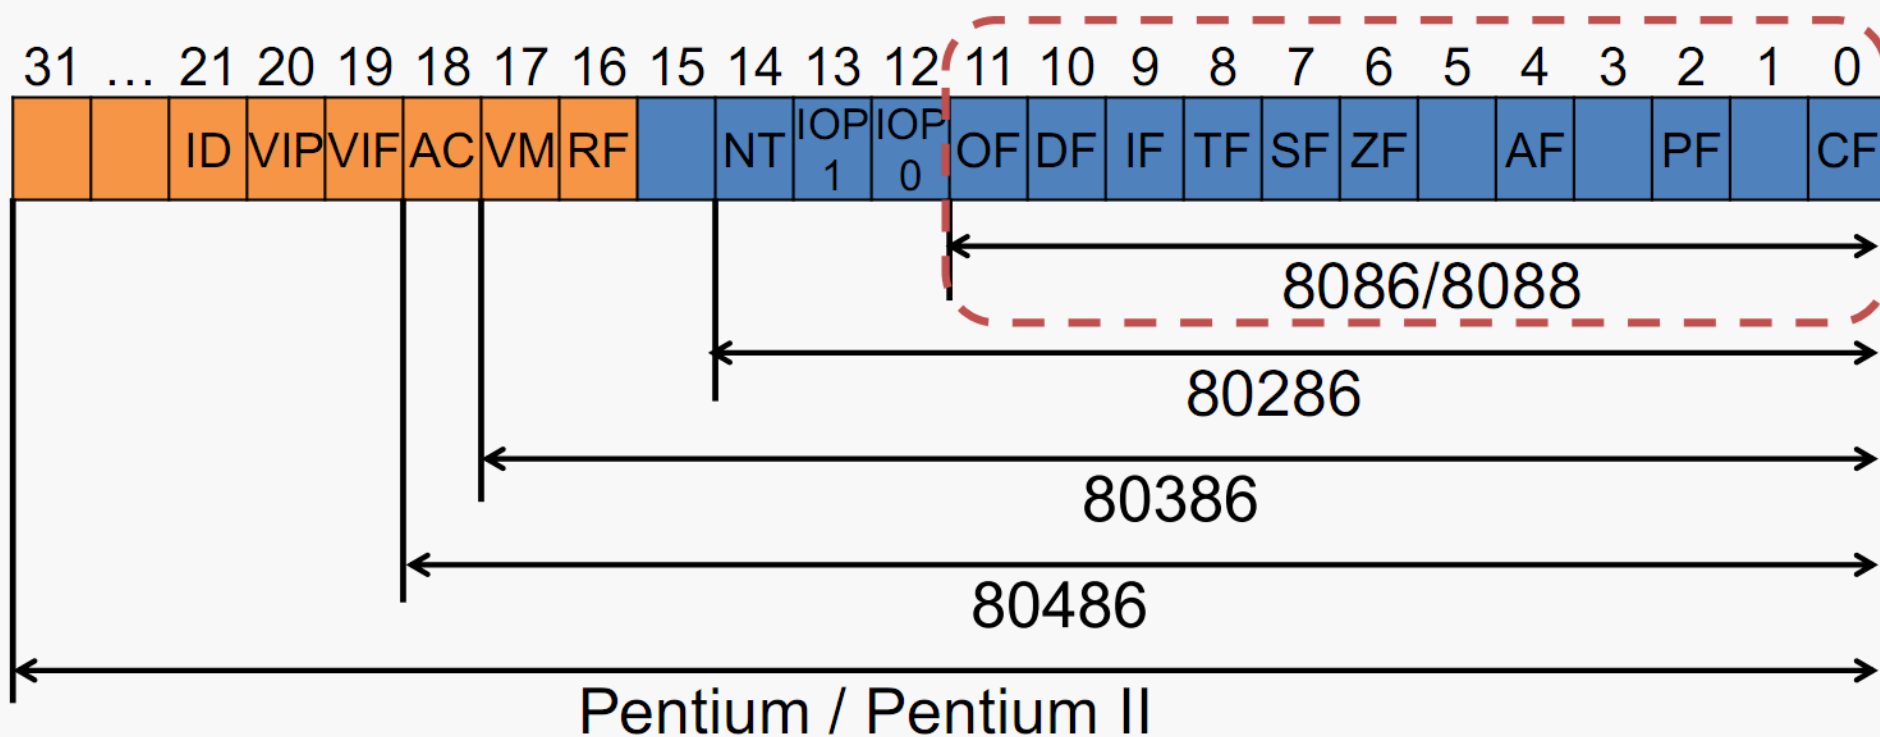 31 ... 21 20 19 18 17 16 15 14 13 12 11 10 9 8 7 6 5 4 3 2 1 0
ID VIP VIF AC VM RF NT IOP 1 IOP 0 OF DF IF TF SF ZF AF PF CF
8086/8088
80286
80386
80486
Pentium / Pentium II